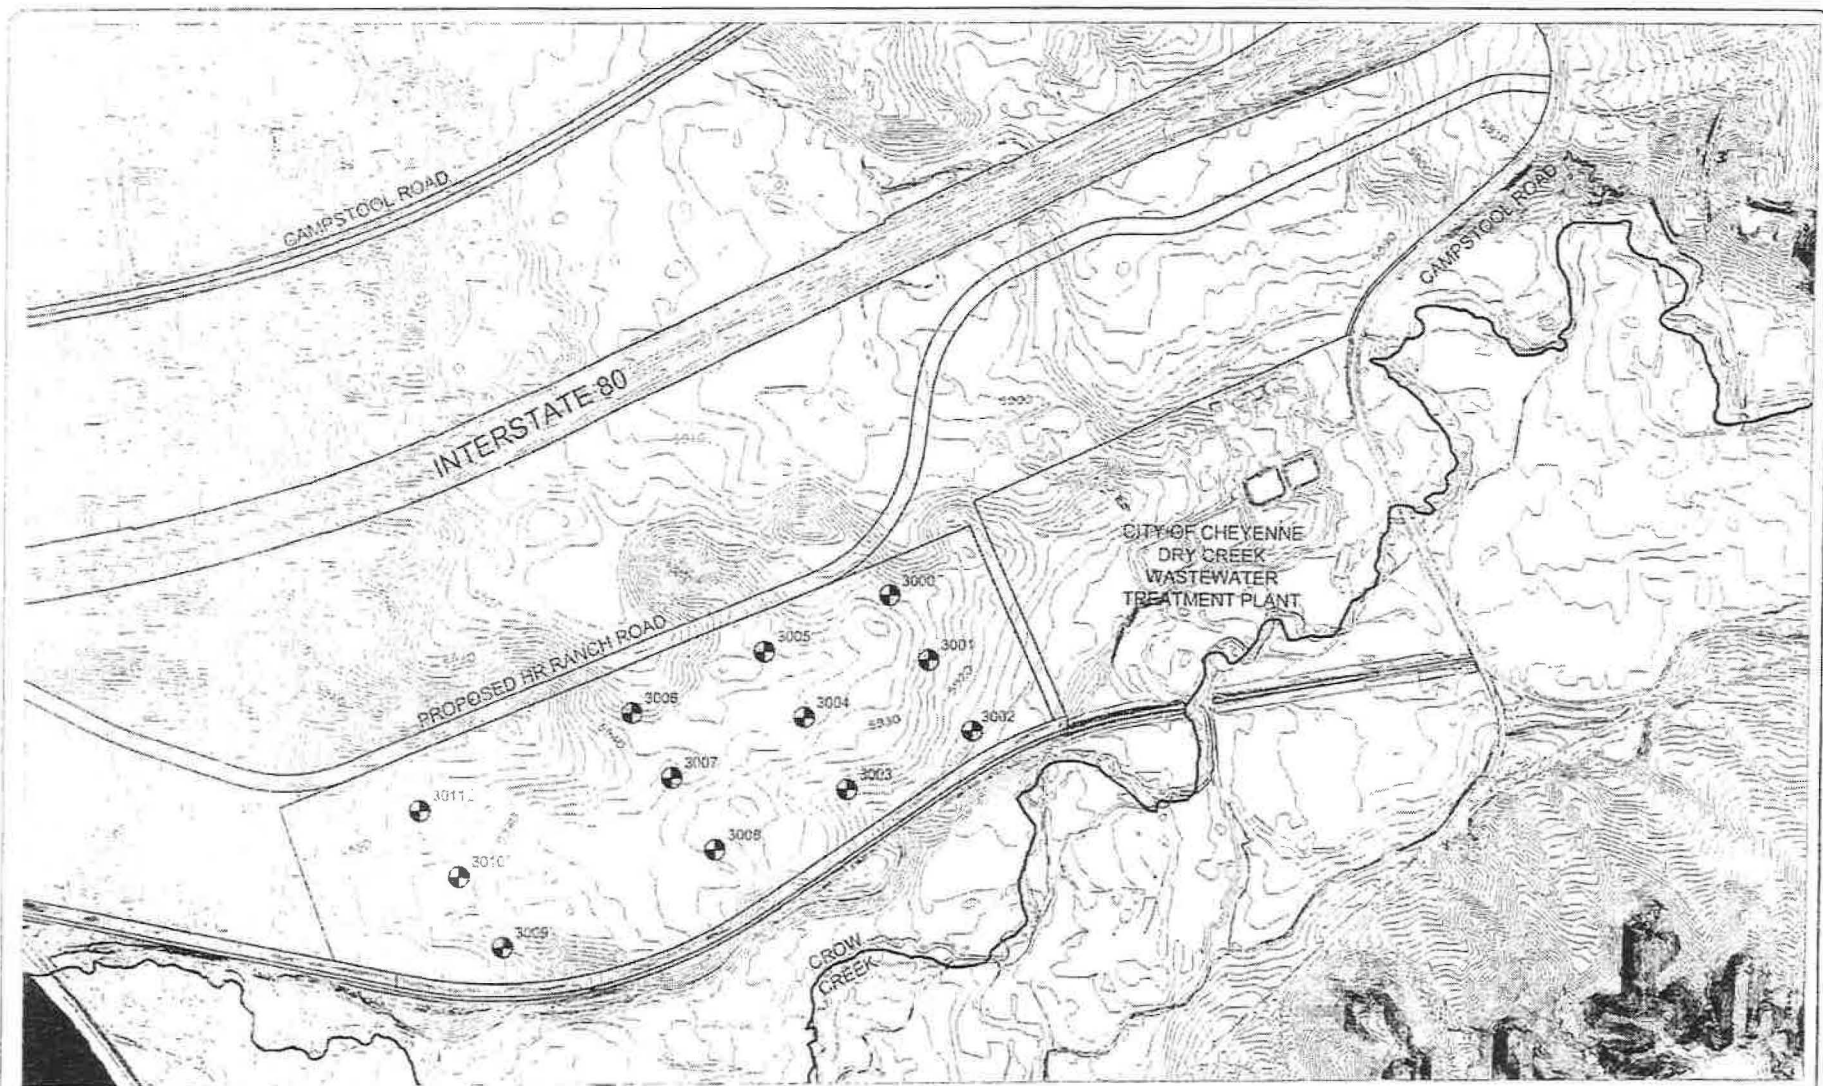 CAMPSTOOL ROAD
CAMPSTOOL ROAD
INTERSTATE 80
CITY OF CHEYENNE
DRY CREEK
WASTEWATER
TREATMENT PLANT
PROPOSED HR RANCH ROAD
3000
3005
3001
3006
3004
3002
5930
3007
3003
3011
3008
3010
3009
CROW
CREEK